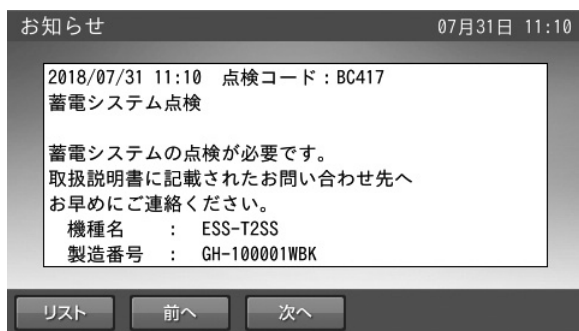 お知らせ 07月31日 11:10
2018/07/31 11:10 点検コード：BC417
蓄電システム点検
蓄電システムの点検が必要です。
取扱説明書に記載されたお問い合わせ先へ
お早めにご連絡ください。
機種名 ： ESS-T2SS
製造番号 ： GH-100001WBK
リスト 前へ 次へ